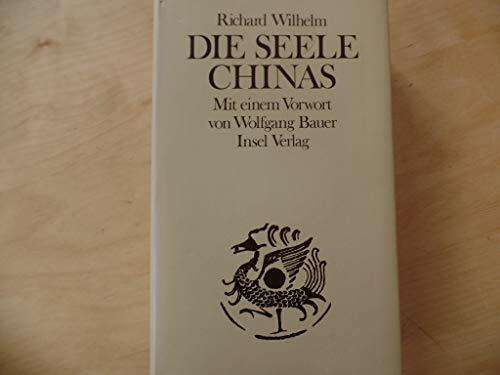 Richard Wilhelm
DIE SEELE
CHINAS
Mit einem Vorwort
von Wolfgang Bauer
Insel Verlag